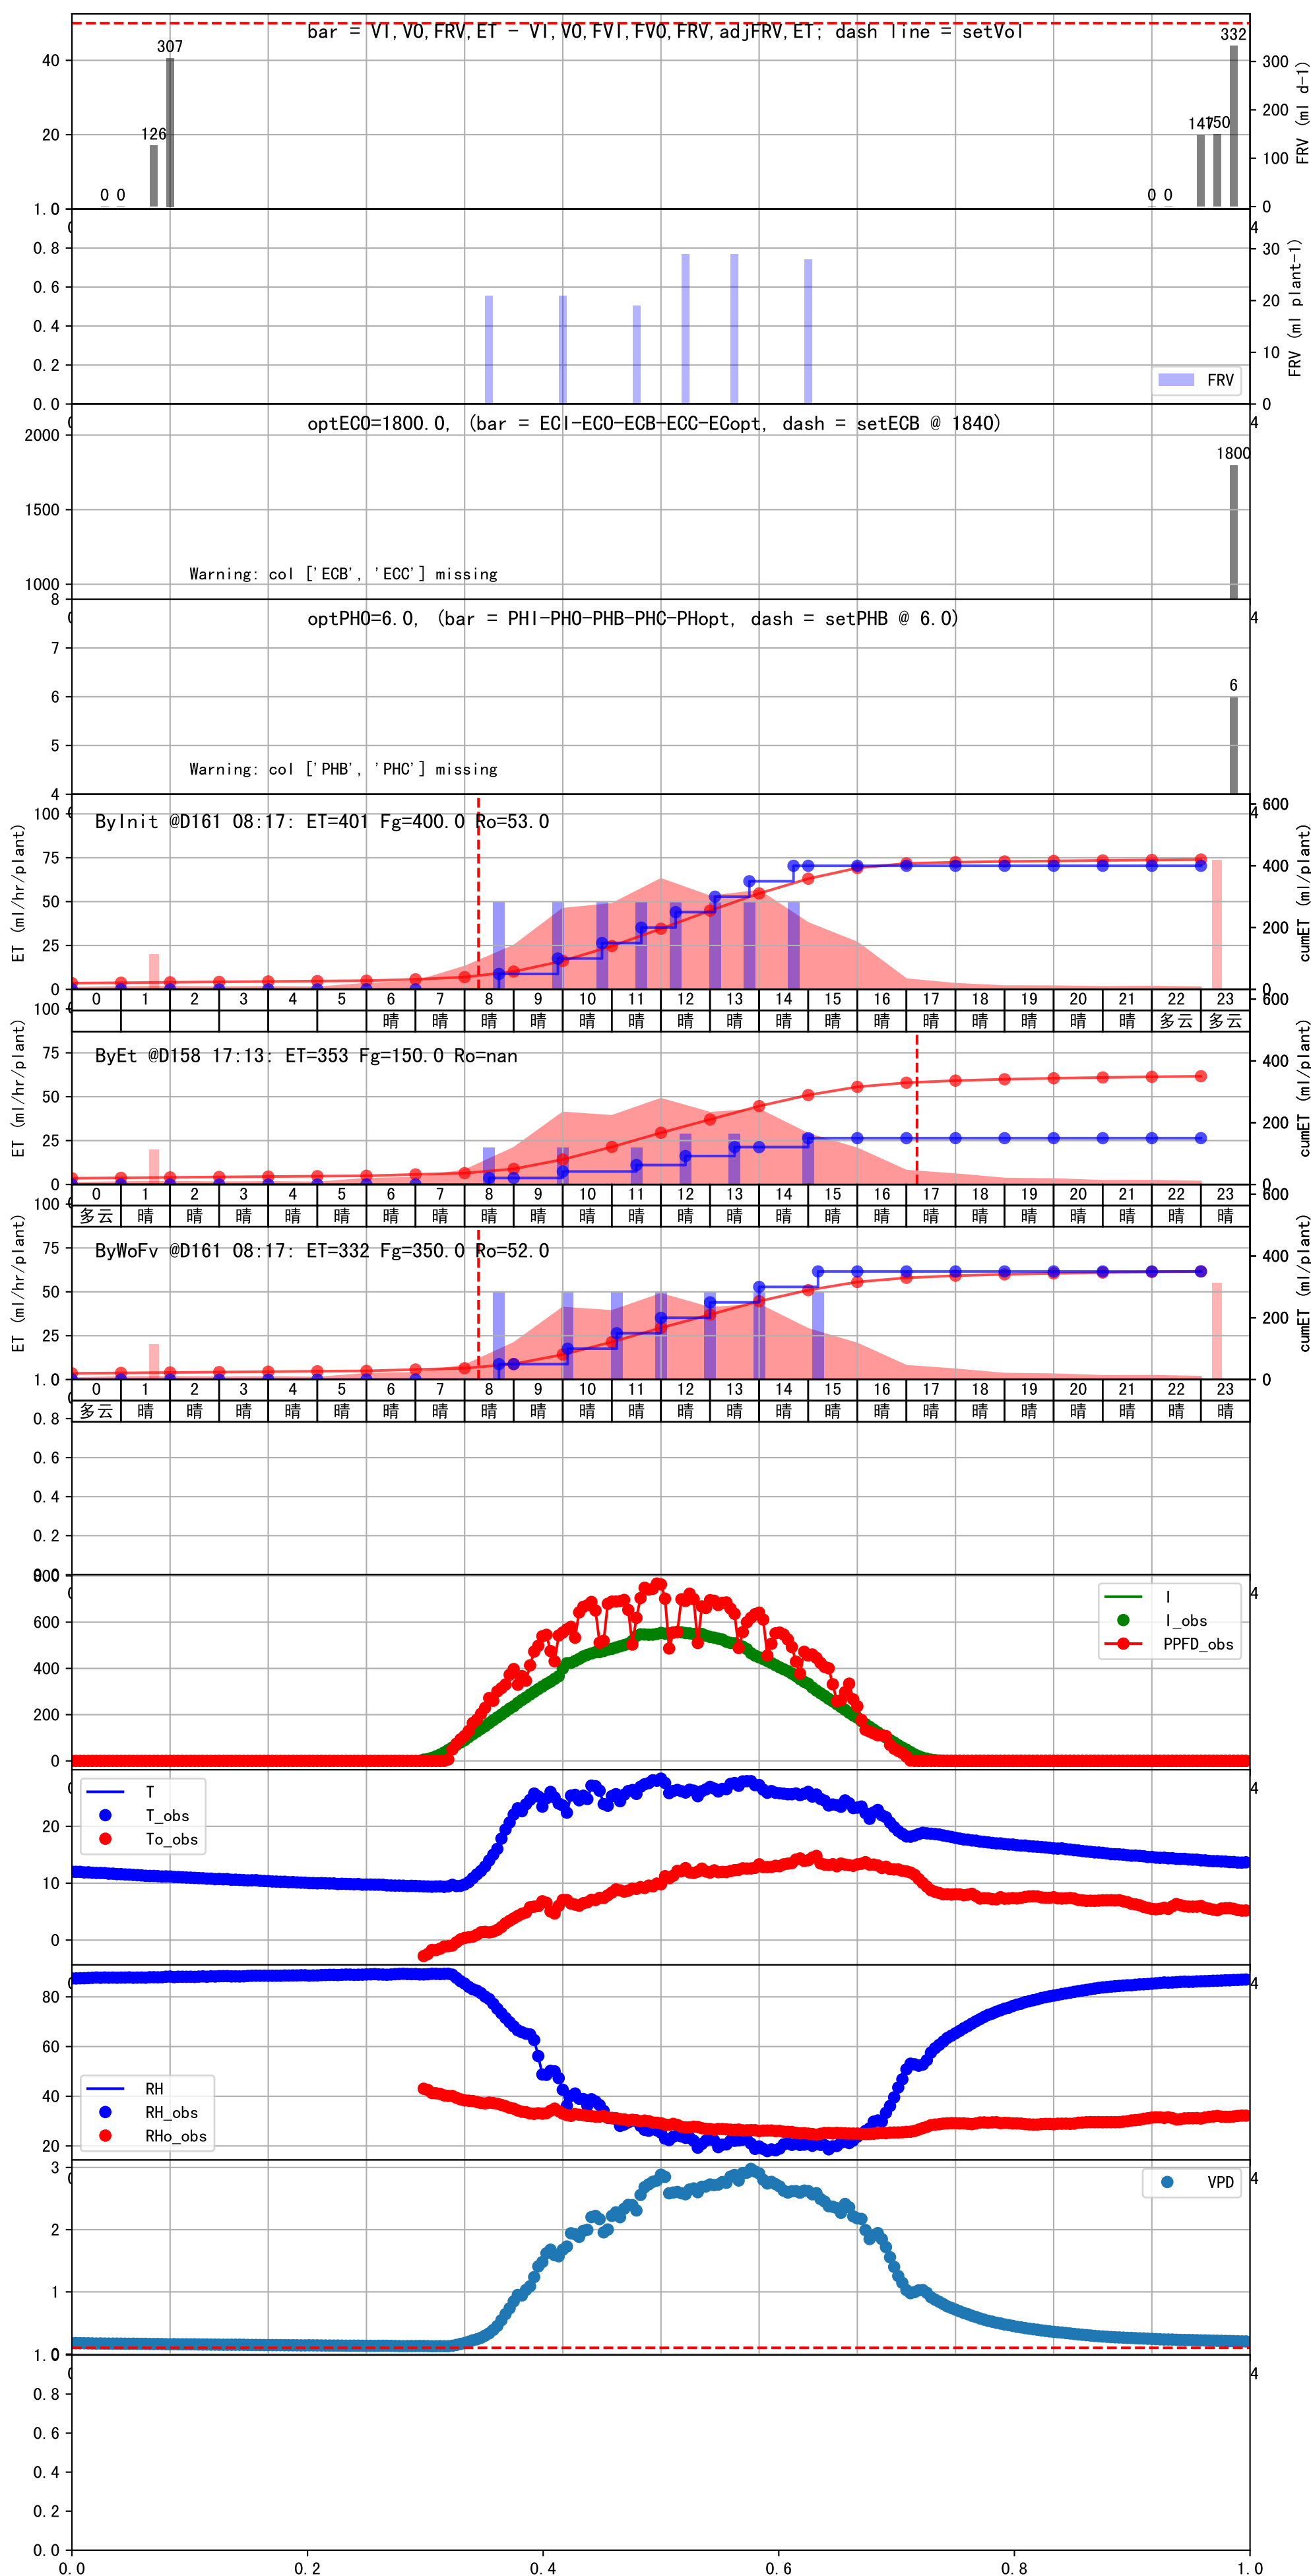 bar = VI,VO,FRV,ET - VI,VO,FVI,FVO,FRV,adjFRV,ET; dash line = setVol
307
332
126
147
150
0 0
0 0
40
20
300
200
100
0
FRV (ml d-1)
1.0
0.8
0.6
0.4
0.2
0.0
30
20
10
0
FRV (ml plant-1)
FRV
optECO=1800.0, (bar = ECI-ECO-ECB-ECC-ECopt, dash = setECB @ 1840)
1800
2000
1500
1000
Warning: col ['ECB', 'ECC'] missing
optPHO=6.0, (bar = PHI-PHO-PHB-PHC-PHopt, dash = setPHB @ 6.0)
6
8
7
6
5
4
Warning: col ['PHB', 'PHC'] missing
ByInit @D161 08:17: ET=401 Fg=400.0 Ro=53.0
100
75
50
25
0
ET (ml/hr/plant)
600
400
200
0
cumET (ml/plant)
0 1 2 3 4 5 6 7 8 9 10 11 12 13 14 15 16 17 18 19 20 21 22 23
晴 晴 晴 晴 晴 晴 晴 晴 晴 晴 晴 晴 晴 晴 晴 晴 多云 多云
ByEt @D158 17:13: ET=353 Fg=150.0 Ro=nan
100
75
50
25
0
ET (ml/hr/plant)
600
400
200
0
cumET (ml/plant)
0 1 2 3 4 5 6 7 8 9 10 11 12 13 14 15 16 17 18 19 20 21 22 23
多云 晴 晴 晴 晴 晴 晴 晴 晴 晴 晴 晴 晴 晴 晴 晴 晴 晴 晴 晴 晴 晴 晴 晴
ByWoFv @D161 08:17: ET=332 Fg=350.0 Ro=52.0
100
75
50
25
ET (ml/hr/plant)
600
400
200
0
cumET (ml/plant)
0 1 2 3 4 5 6 7 8 9 10 11 12 13 14 15 16 17 18 19 20 21 22 23
多云 晴 晴 晴 晴 晴 晴 晴 晴 晴 晴 晴 晴 晴 晴 晴 晴 晴 晴 晴 晴 晴 晴 晴
1.0
0.8
0.6
0.4
0.2
0.0
800
600
400
200
0
I
I_obs
PPFD_obs
20
10
0
T
T_obs
To_obs
80
60
40
20
RH
RH_obs
RHo_obs
3
2
1
VPD
1.0
0.8
0.6
0.4
0.2
0.0
0.0 0.2 0.4 0.6 0.8 1.0